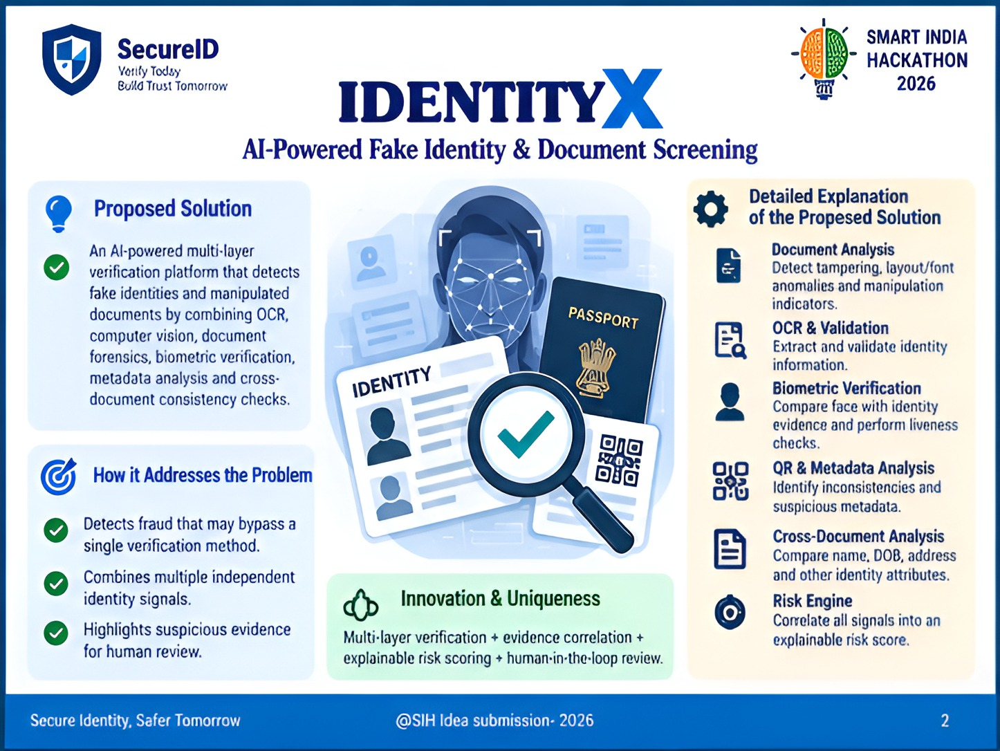 SecureID
Verify Today
Build Trust Tomorrow
SMART INDIA
HACKATHON
2026
IDENTITYX
AI-Powered Fake Identity & Document Screening
Proposed Solution
An AI-powered multi-layer
verification platform that detects
fake identities and manipulated
documents by combining OCR,
computer vision, document
forensics, biometric verification,
metadata analysis and cross-
document consistency checks.
How it Addresses the Problem
Detects fraud that may bypass a
single verification method.
Combines multiple independent
identity signals.
Highlights suspicious evidence
for human review.
IDENTITY
PASSPORT
Innovation & Uniqueness
Multi-layer verification + evidence correlation +
explainable risk scoring + human-in-the-loop review.
Detailed Explanation
of the Propesed Solution
Document Analysis
Detect tampering, layout/font
anomalies and manipulation
indicators.
OCR & Validation
Extract and validate identity
information.
Biometric Verification
Compare face with identity
evidence and perform liveness
checks.
QR & Metadata Analysis
Identify inconsistencies and
suspicious metadata.
Cross-Document Analysis
Compare name, DOB, address
and other identity attributes.
Risk Engine
Correlate all signals into an
explainable risk score.
Secure Identity, Safer Tomorrow
@SIH Idea submission- 2026
2